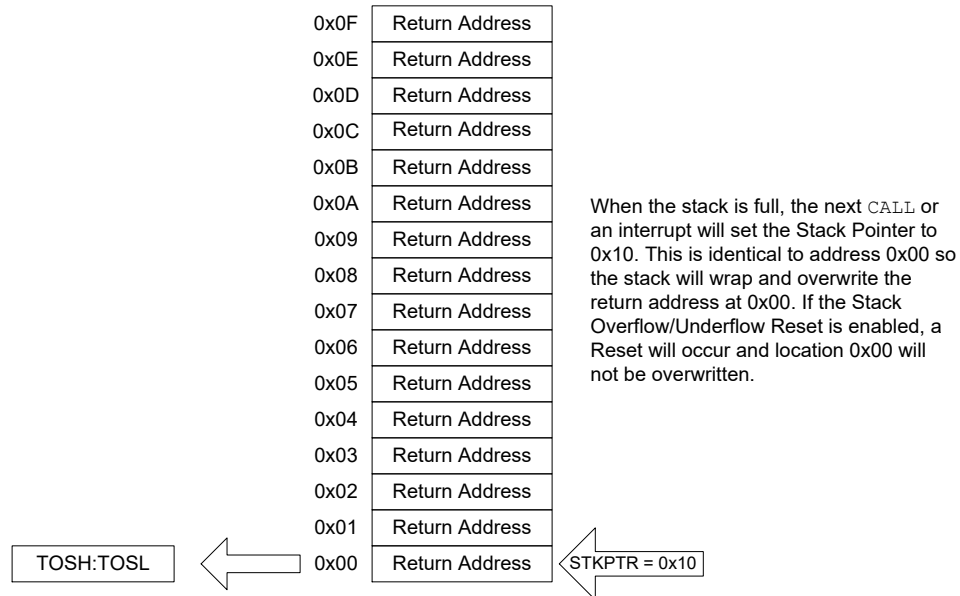 0x0F Return Address
0x0E Return Address
0x0D Return Address
0x0C Return Address
0x0B Return Address
0x0A Return Address
0x09 Return Address
0x08 Return Address
0x07 Return Address
0x06 Return Address
0x05 Return Address
0x04 Return Address
0x03 Return Address
0x02 Return Address
0x01 Return Address
TOSH:TOSL 0x00 Return Address STKPTR = 0x10
When the stack is full, the next CALL or
an interrupt will set the Stack Pointer to
0x10. This is identical to address 0x00 so
the stack will wrap and overwrite the
return address at 0x00. If the Stack
Overflow/Underflow Reset is enabled, a
Reset will occur and location 0x00 will
not be overwritten.